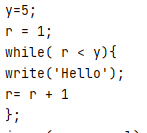 y=5;
r = 1;
while( r < y){
write('Hello');
r= r + 1
};